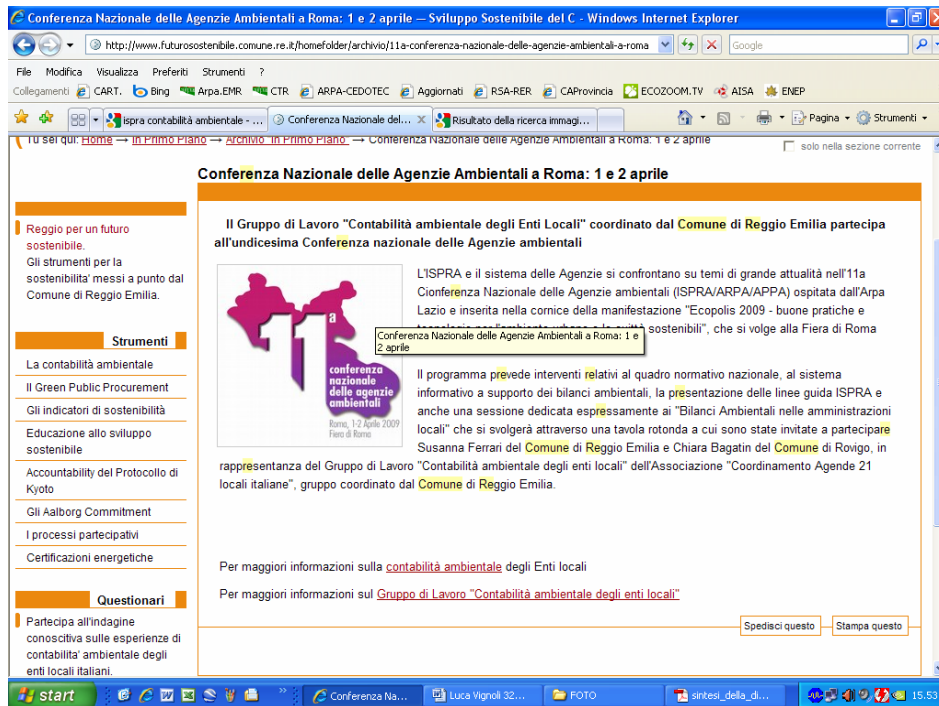 Conferenza Nazionale delle Agenzie Ambientali a Roma: 1 e 2 aprile — Sviluppo Sostenibile del C - Windows Internet Explorer
http://www.futurosostenibile.comune.re.it/homefolder/archivio/11a-conferenza-nazionale-delle-agenzie-ambientali-a-roma
Google
File Modifica Visualizza Preferiti Strumenti ?
Collegamenti CART. Bing Arpa.EMR CTR ARPA-CEDOTEC Aggiornati RSA-RER CAProvincia ECOZOOM.TV AISA ENEP
ispra contabilità ambientale - ... Conferenza Nazionale del... X Risultato della ricerca immagi... Pagina Strumenti
Tu sei qui: Home → In Primo Piano → Archivio "In Primo Piano" → Conferenza Nazionale delle Agenzie Ambientali a Roma: 1 e 2 aprile
solo nella sezione corrente
Conferenza Nazionale delle Agenzie Ambientali a Roma: 1 e 2 aprile
Reggio per un futuro
sostenibile.
Gli strumenti per la
sostenibilita' messi a punto dal
Comune di Reggio Emilia.
Strumenti
La contabilità ambientale
Il Green Public Procurement
Gli indicatori di sostenibilità
Educazione allo sviluppo
sostenibile
Accountability del Protocollo di
Kyoto
Gli Aalborg Commitment
I processi partecipativi
Certificazioni energetiche
Questionari
Partecipa all'indagine
conoscitiva sulle esperienze di
contabilita' ambientale degli
enti locali italiani.
Il Gruppo di Lavoro "Contabilità ambientale degli Enti Locali" coordinato dal Comune di Reggio Emilia partecipa
all'undicesima Conferenza nazionale delle Agenzie ambientali
11a
conferenza
nazionale
delle agenzie
ambientali
Roma, 1-2 Aprile 2009
Fiera di Roma
L'ISPRA e il sistema delle Agenzie si confrontano su temi di grande attualità nell'11a
Cionferenza Nazionale delle Agenzie ambientali (ISPRA/ARPA/APPA) ospitata dall'Arpa
Lazio e inserita nella cornice della manifestazione "Ecopolis 2009 - buone pratiche e
sostenibili", che si volge alla Fiera di Roma
Conferenza Nazionale delle Agenzie Ambientali a Roma: 1 e
2 aprile
Il programma prevede interventi relativi al quadro normativo nazionale, al sistema
informativo a supporto dei bilanci ambientali, la presentazione delle linee guida ISPRA e
anche una sessione dedicata espressamente ai "Bilanci Ambientali nelle amministrazioni
locali" che si svolgerà attraverso una tavola rotonda a cui sono state invitate a partecipare
Susanna Ferrari del Comune di Reggio Emilia e Chiara Bagatin del Comune di Rovigo, in
rappresentanza del Gruppo di Lavoro "Contabilità ambientale degli enti locali" dell'Associazione "Coordinamento Agende 21
locali italiane", gruppo coordinato dal Comune di Reggio Emilia.
Per maggiori informazioni sulla contabilità ambientale degli Enti locali
Per maggiori informazioni sul Gruppo di Lavoro "Contabilità ambientale degli enti locali"
Spedisci questo Stampa questo
start Conferenza Na... Luca Vignoli 32... FOTO sintesi_della_di... 15.53